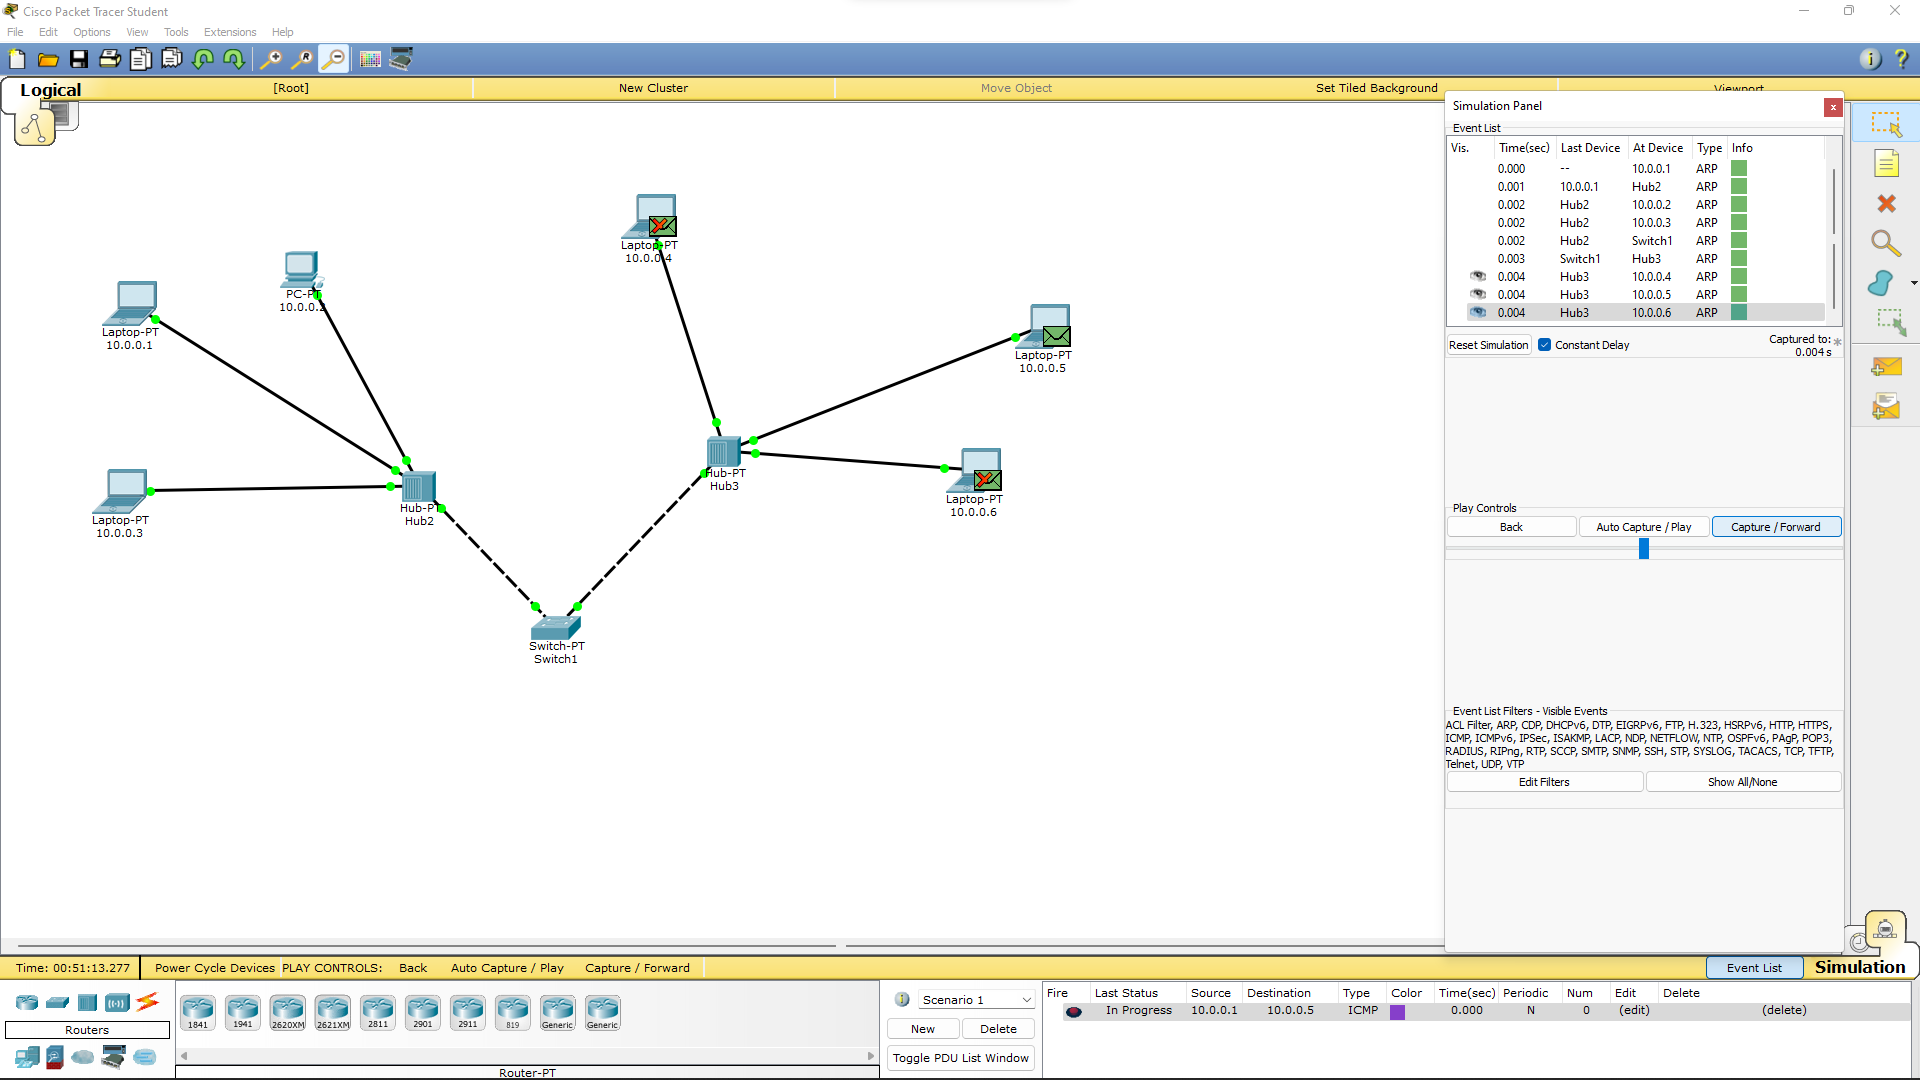 Cisco Packet Tracer Student
File Edit Options View Tools Extensions Help
Logical [Root] New Cluster Move Object Set Tiled Background Viewport
Simulation Panel
Event List
Vis. Time(sec) Last Device At Device Type Info
0.000 -- 10.0.0.1 ARP
0.001 10.0.0.1 Hub2 ARP
0.002 Hub2 10.0.0.2 ARP
0.002 Hub2 10.0.0.3 ARP
0.002 Hub2 Switch1 ARP
0.003 Switch1 Hub3 ARP
0.004 Hub3 10.0.0.4 ARP
0.004 Hub3 10.0.0.5 ARP
0.004 Hub3 10.0.0.6 ARP
Reset Simulation Constant Delay Captured to: *
0.004 s
Laptop-PT
10.0.0.4
PC-PT
10.0.0.2
Laptop-PT
10.0.0.1
Laptop-PT
10.0.0.5
Hub-PT
Hub3
Laptop-PT
10.0.0.6
Laptop-PT
10.0.0.3
Hub-PT
Hub2
Switch-PT
Switch1
Play Controls
Back Auto Capture / Play Capture / Forward
Event List Filters - Visible Events
ACL Filter, ARP, CDP, DHCPv6, DTP, EIGRPv6, FTP, H.323, HSRPv6, HTTP, HTTPS,
ICMP, ICMPv6, IPSec, ISAKMP, LACP, NDP, NETFLOW, NTP, OSPFv6, PAgP, POP3,
RADIUS, RIPng, RTP, SCCP, SMTP, SNMP, SSH, STP, SYSLOG, TACACS, TCP, TFTP,
Telnet, UDP, VTP
Edit Filters Show All/None
Time: 00:51:13.277 Power Cycle Devices PLAY CONTROLS: Back Auto Capture / Play Capture / Forward Event List Simulation
Routers
1841 1941 2620XM 2621XM 2811 2901 2911 819 Generic Generic
Router-PT
Scenario 1
New Delete
Toggle PDU List Window
Fire Last Status Source Destination Type Color Time(sec) Periodic Num Edit Delete
In Progress 10.0.0.1 10.0.0.5 ICMP 0.000 N 0 (edit) (delete)